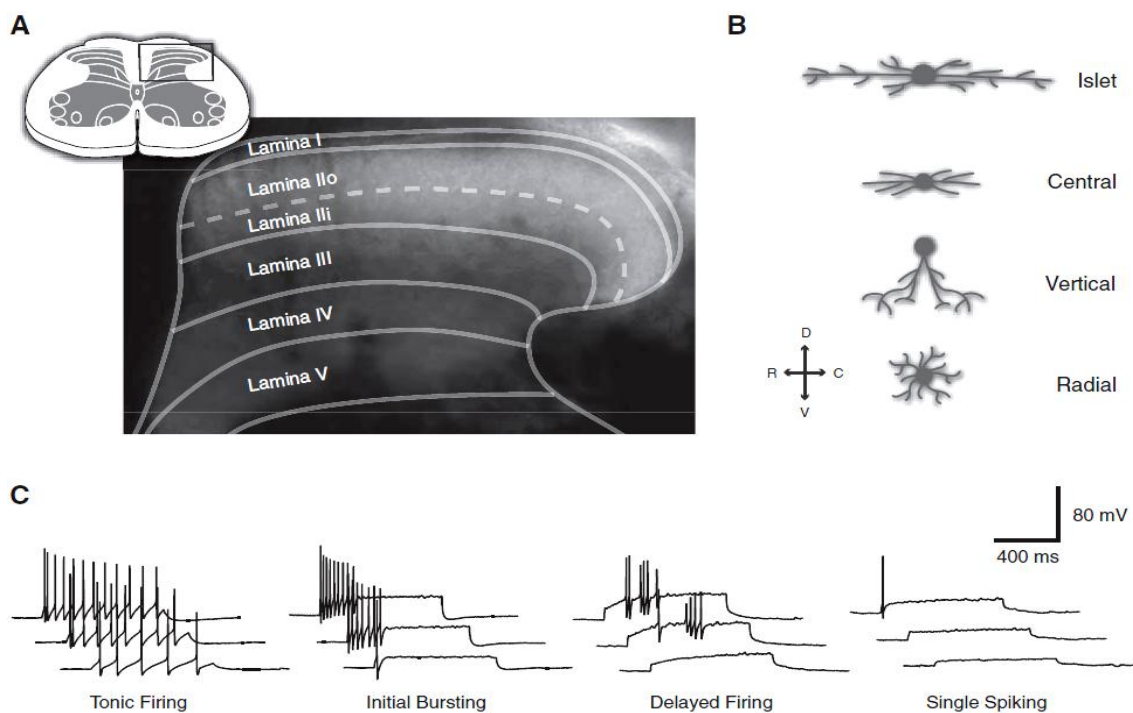 A
Lamina I
Lamina IIo
Lamina IIi
Lamina III
Lamina IV
Lamina V
B
Islet
Central
Vertical
Radial
D
R C
V
C
80 mV
400 ms
Tonic Firing
Initial Bursting
Delayed Firing
Single Spiking